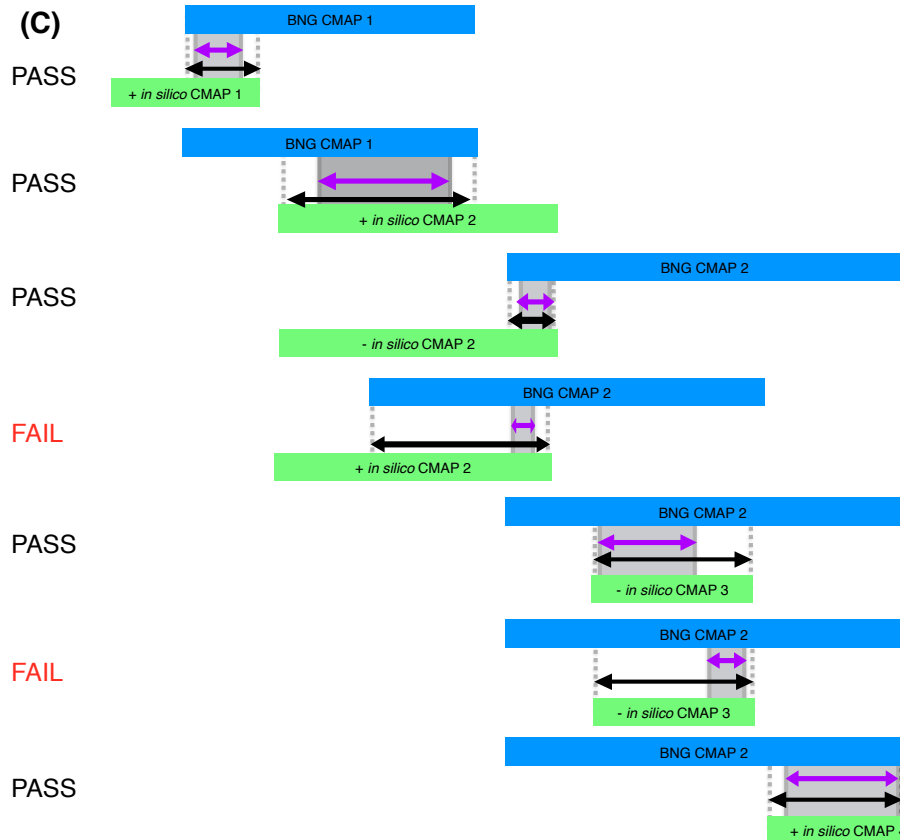 (C)
BNG CMAP 1
PASS
+ in silico CMAP 1
BNG CMAP 1
PASS
+ in silico CMAP 2
BNG CMAP 2
PASS
- in silico CMAP 2
BNG CMAP 2
FAIL
+ in silico CMAP 2
BNG CMAP 2
PASS
- in silico CMAP 3
BNG CMAP 2
FAIL
- in silico CMAP 3
BNG CMAP 2
PASS
+ in silico CMAP